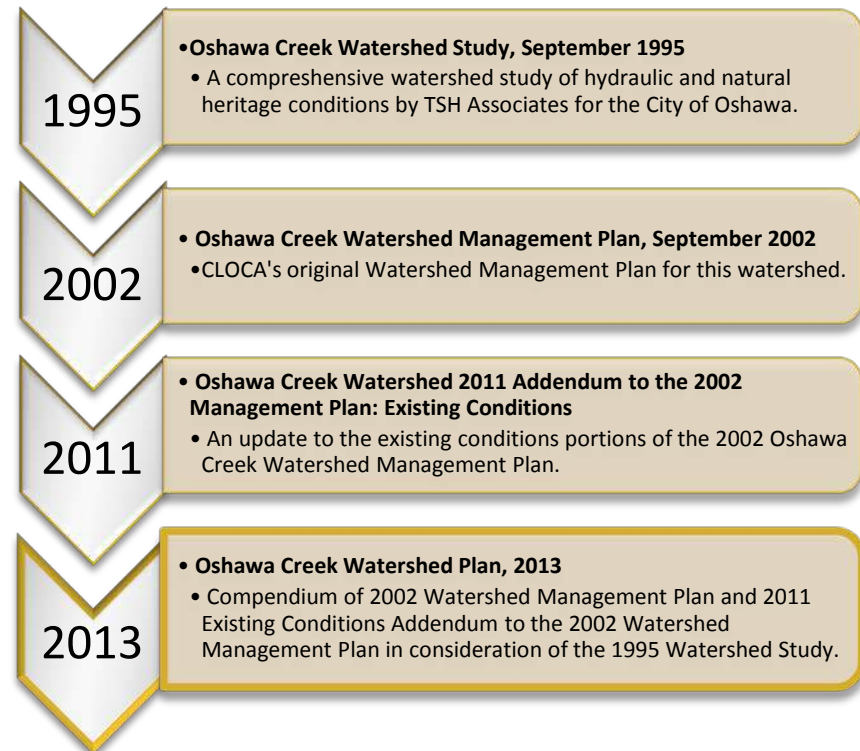 1995
•Oshawa Creek Watershed Study, September 1995
• A compreshensive watershed study of hydraulic and natural
heritage conditions by TSH Associates for the City of Oshawa.
2002
• Oshawa Creek Watershed Management Plan, September 2002
•CLOCA's original Watershed Management Plan for this watershed.
2011
• Oshawa Creek Watershed 2011 Addendum to the 2002
Management Plan: Existing Conditions
• An update to the existing conditions portions of the 2002 Oshawa
Creek Watershed Management Plan.
2013
• Oshawa Creek Watershed Plan, 2013
• Compendium of 2002 Watershed Management Plan and 2011
Existing Conditions Addendum to the 2002 Watershed
Management Plan in consideration of the 1995 Watershed Study.